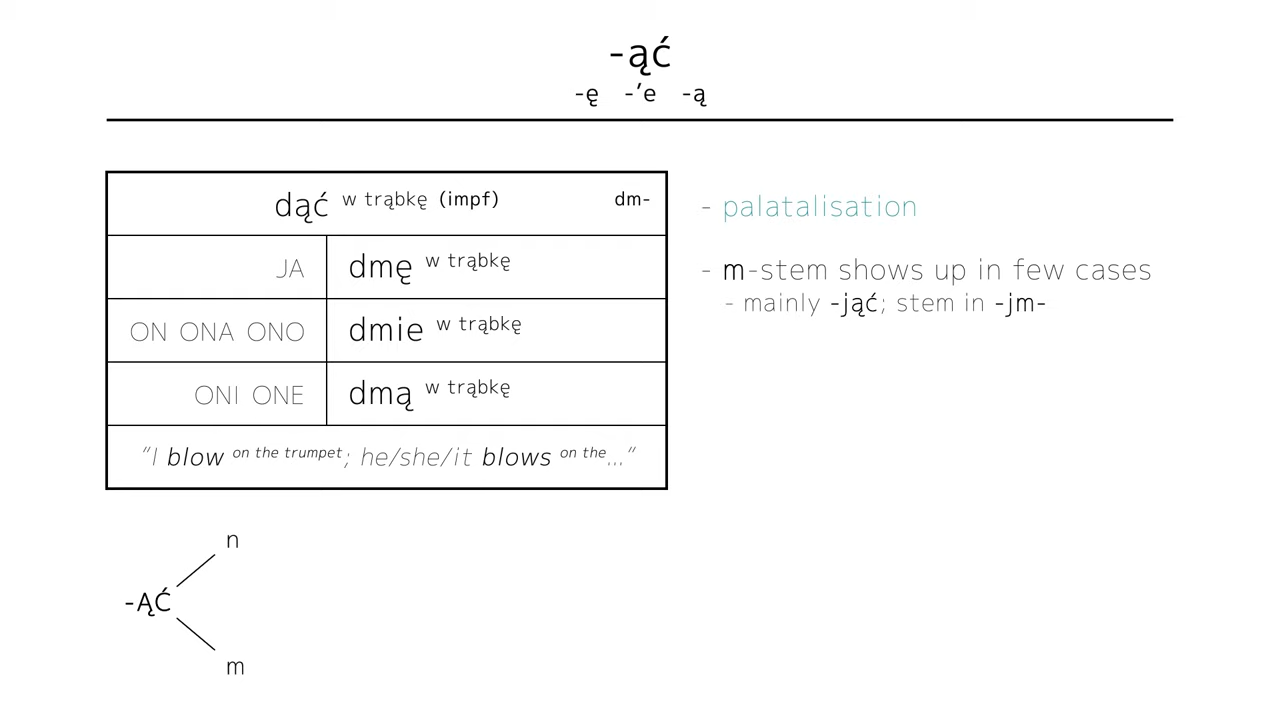 -ąć
-ę -’e -ą
dąć w trąbkę (impf) dm-
JA dmę w trąbkę
ON ONA ONO dmie w trąbkę
ONI ONE dmą w trąbkę
“I blow on the trumpet; he/she/it blows on the...”
- palatalisation
- m-stem shows up in few cases
- mainly -jąć; stem in -jm-
n
-ĄĆ
m